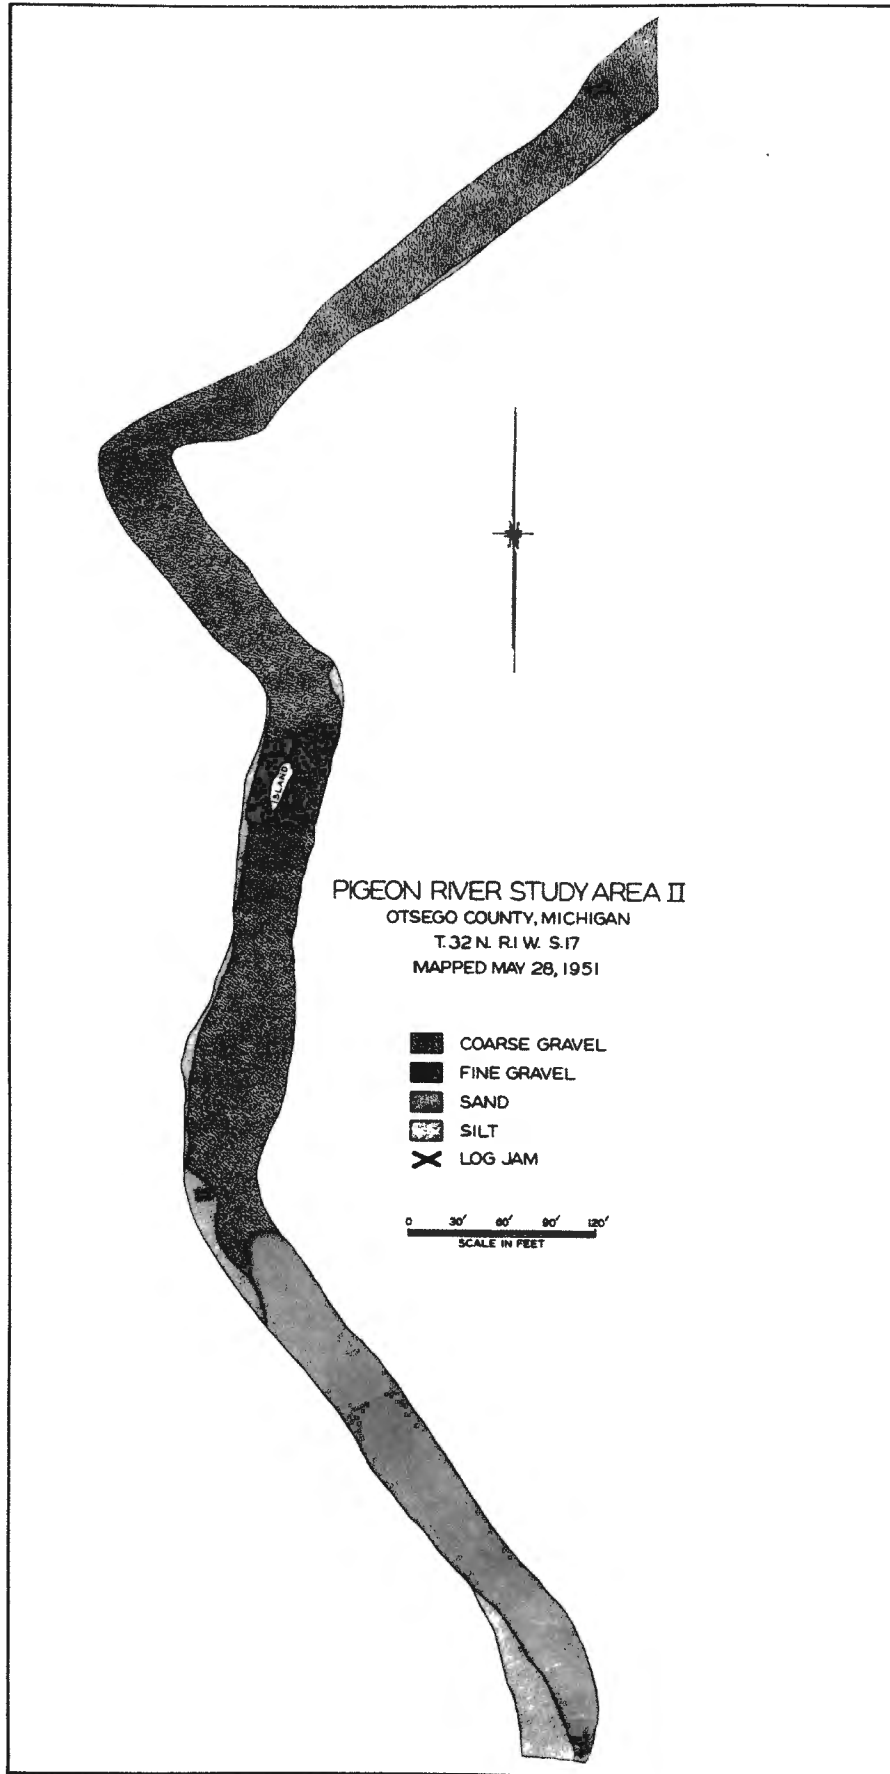 ISLAND
PIGEON RIVER STUDY AREA II
OTSEGO COUNTY, MICHIGAN
T. 32 N. R.1 W. S.17
MAPPED MAY 28, 1951
COARSE GRAVEL
FINE GRAVEL
SAND
SILT
LOG JAM
0 30' 60' 90' 120'
SCALE IN FEET